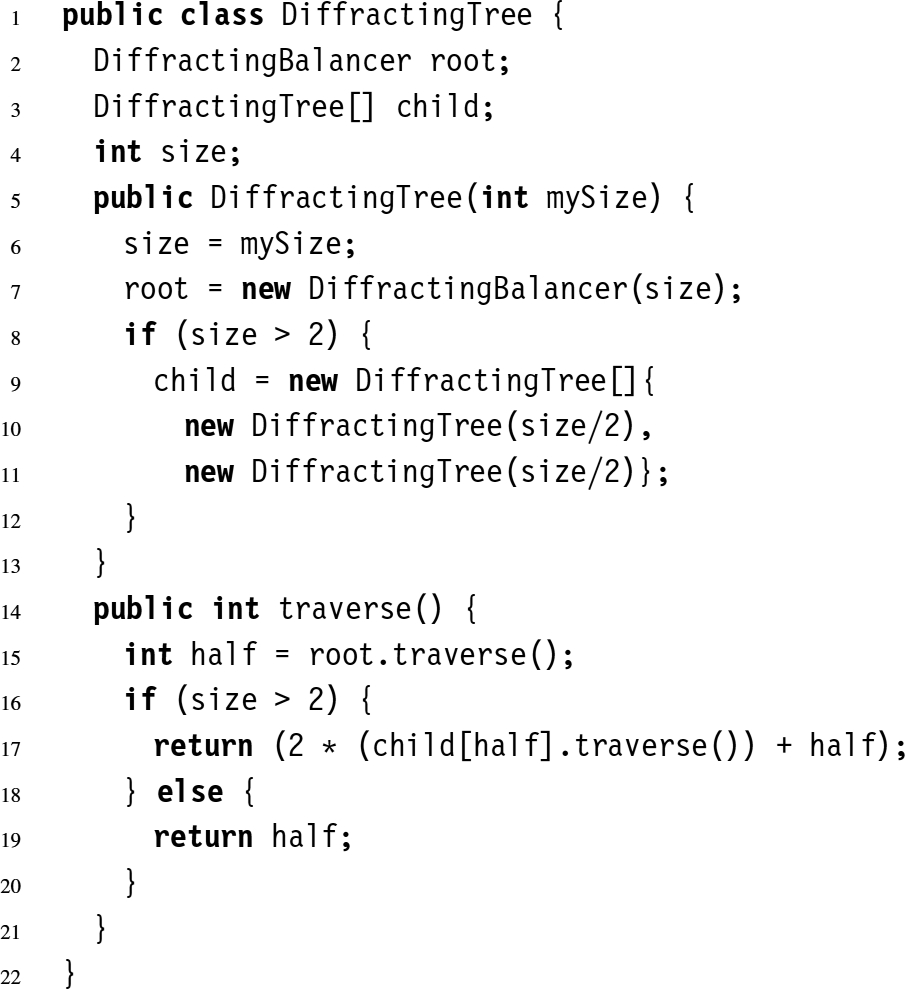 1 public class DiffractingTree {
2 DiffractingBalancer root;
3 DiffractingTree[] child;
4 int size;
5 public DiffractingTree(int mySize) {
6 size = mySize;
7 root = new DiffractingBalancer(size);
8 if (size > 2) {
9 child = new DiffractingTree[]{
10 new DiffractingTree(size/2),
11 new DiffractingTree(size/2)};
12 }
13 }
14 public int traverse() {
15 int half = root.traverse();
16 if (size > 2) {
17 return (2 * (child[half].traverse()) + half);
18 } else {
19 return half;
20 }
21 }
22 }